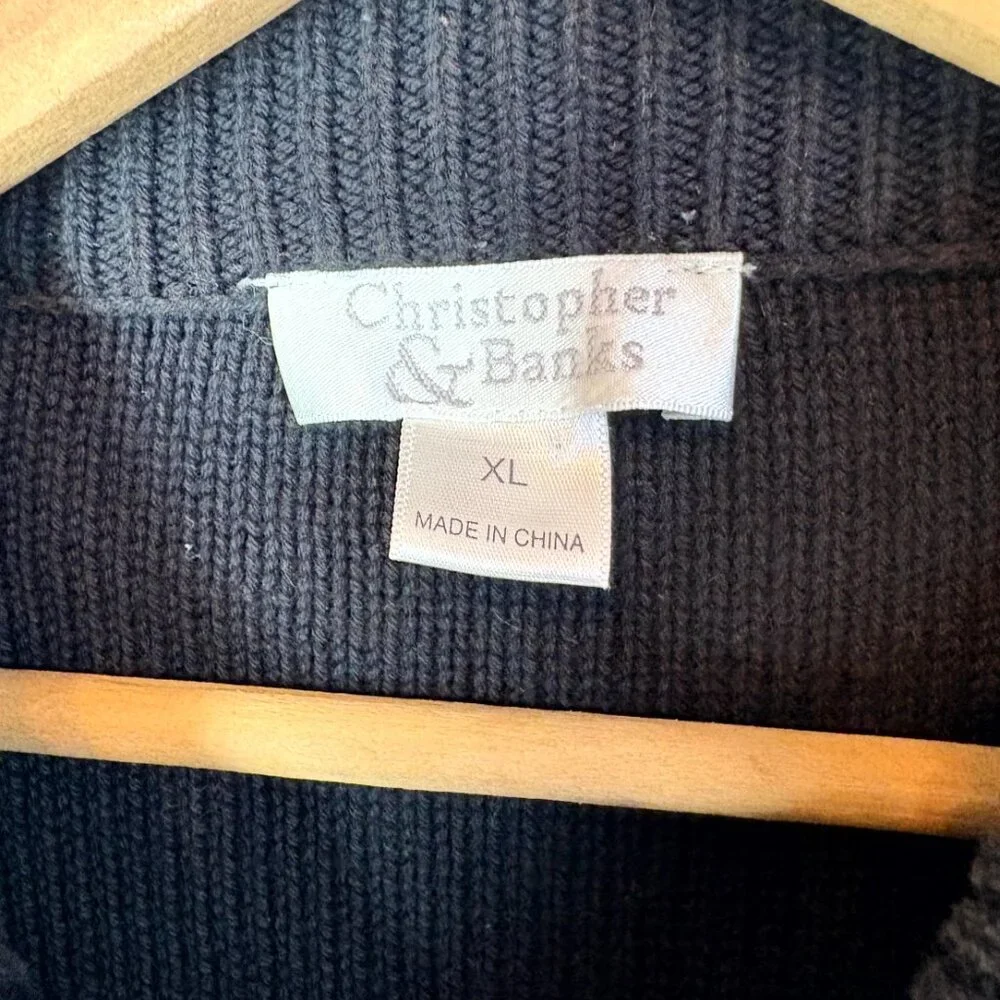 Christopher
& Banks
XL
MADE IN CHINA